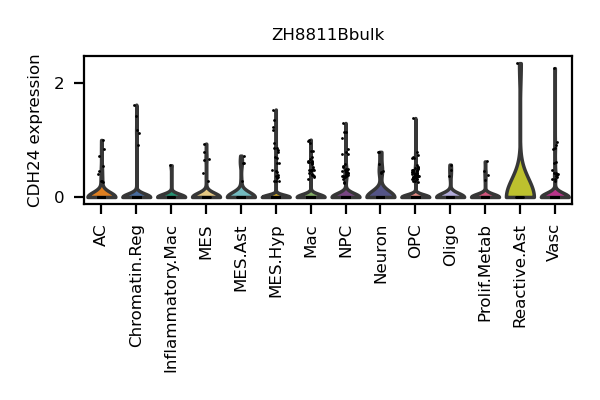 ZH8811Bbulk
CDH24 expression
2
0
AC
Chromatin.Reg
Inflammatory.Mac
MES
MES.Ast
MES.Hyp
Mac
NPC
Neuron
OPC
Oligo
Prolif.Metab
Reactive.Ast
Vasc